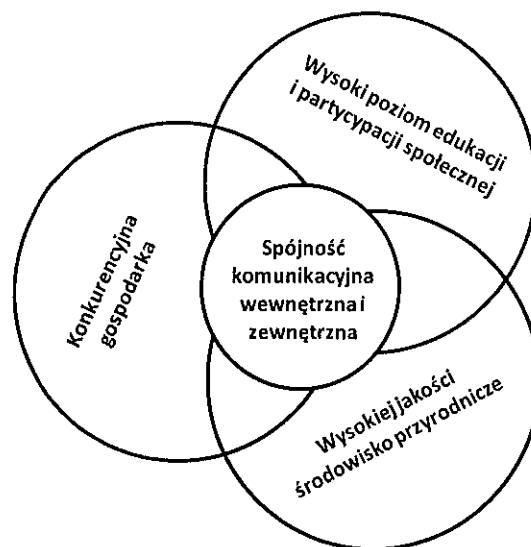 Wysoki poziom edukacji
i partycypacji społecznej
Konkurencyjna
gospodarka
Spójność
komunikacyjna
wewnętrzna i
zewnętrzna
Wysokiej jakości
środowisko przyrodnicze